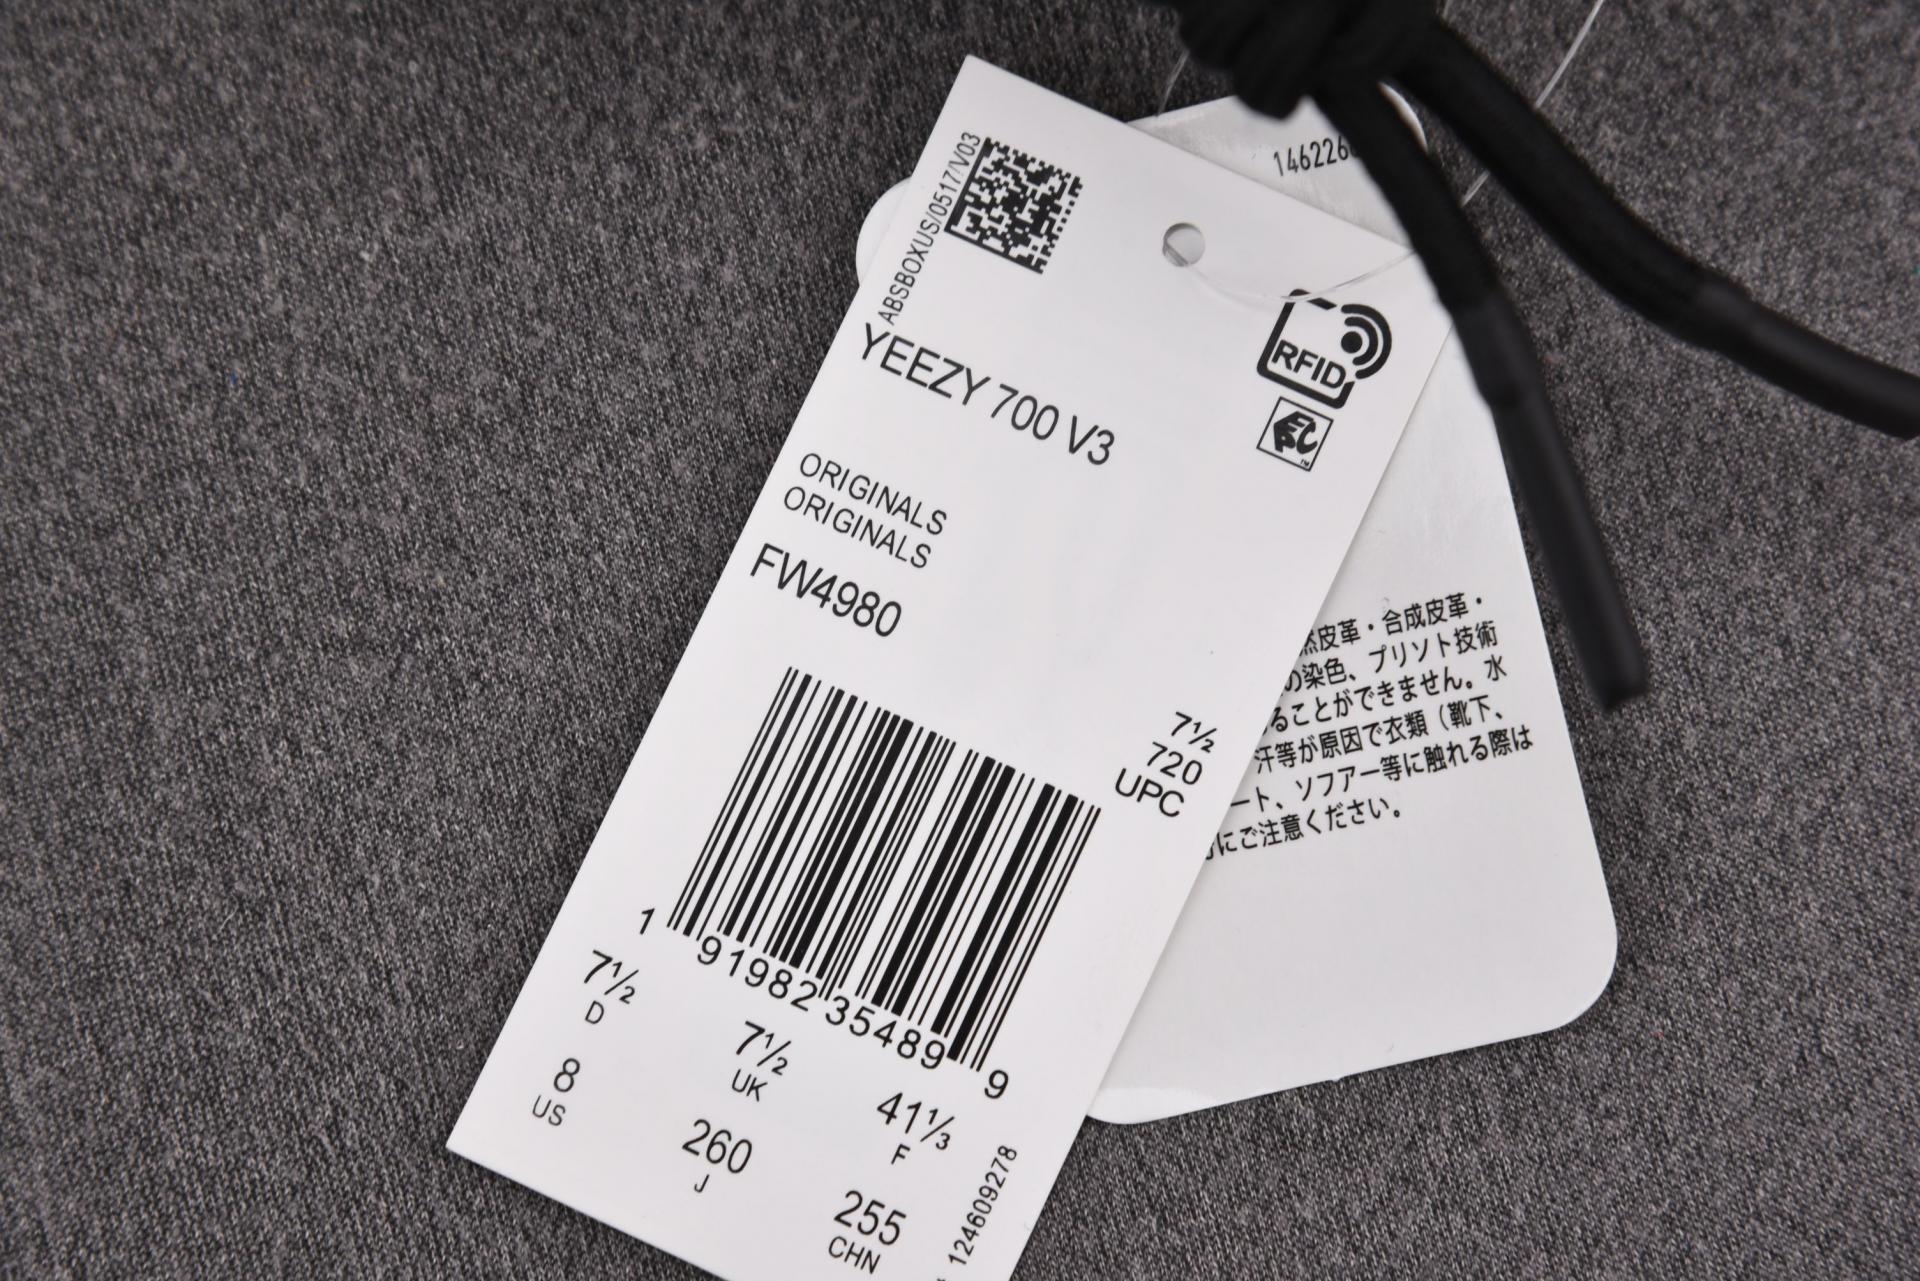 ABSBOXUS/0517/V03
RFID
EPC
YEEZY 700 V3
ORIGINALS
ORIGINALS
FW4980
7½
720
UPC
1 91982 35489 9
7½
D
7½
UK
41⅓
F
8
US
260
J
255
CHN
124609278
146226
皮革・合成皮革・
の染色、プリソト技術
ることができません。水
汗等が原因で衣類（靴下、
ート、ソフアー等に触れる際は
にご注意ください。